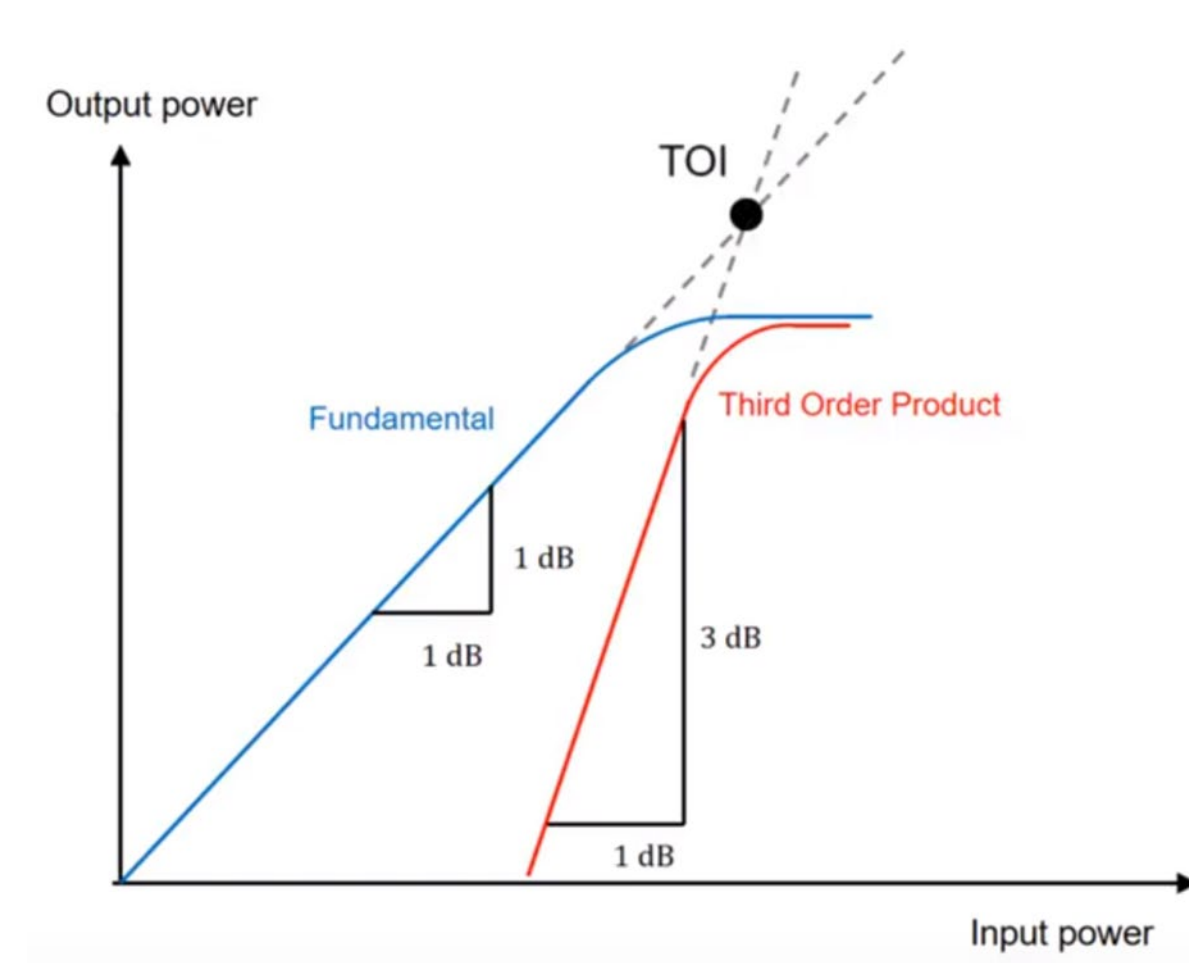 Output power
TOI
Third Order Product
Fundamental
1 dB
1 dB
3 dB
1 dB
Input power